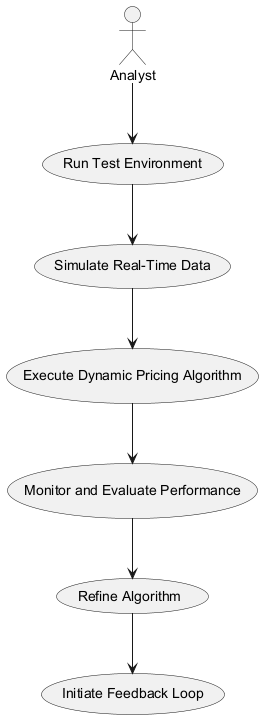 Analyst
Run Test Environment
Simulate Real-Time Data
Execute Dynamic Pricing Algorithm
Monitor and Evaluate Performance
Refine Algorithm
Initiate Feedback Loop